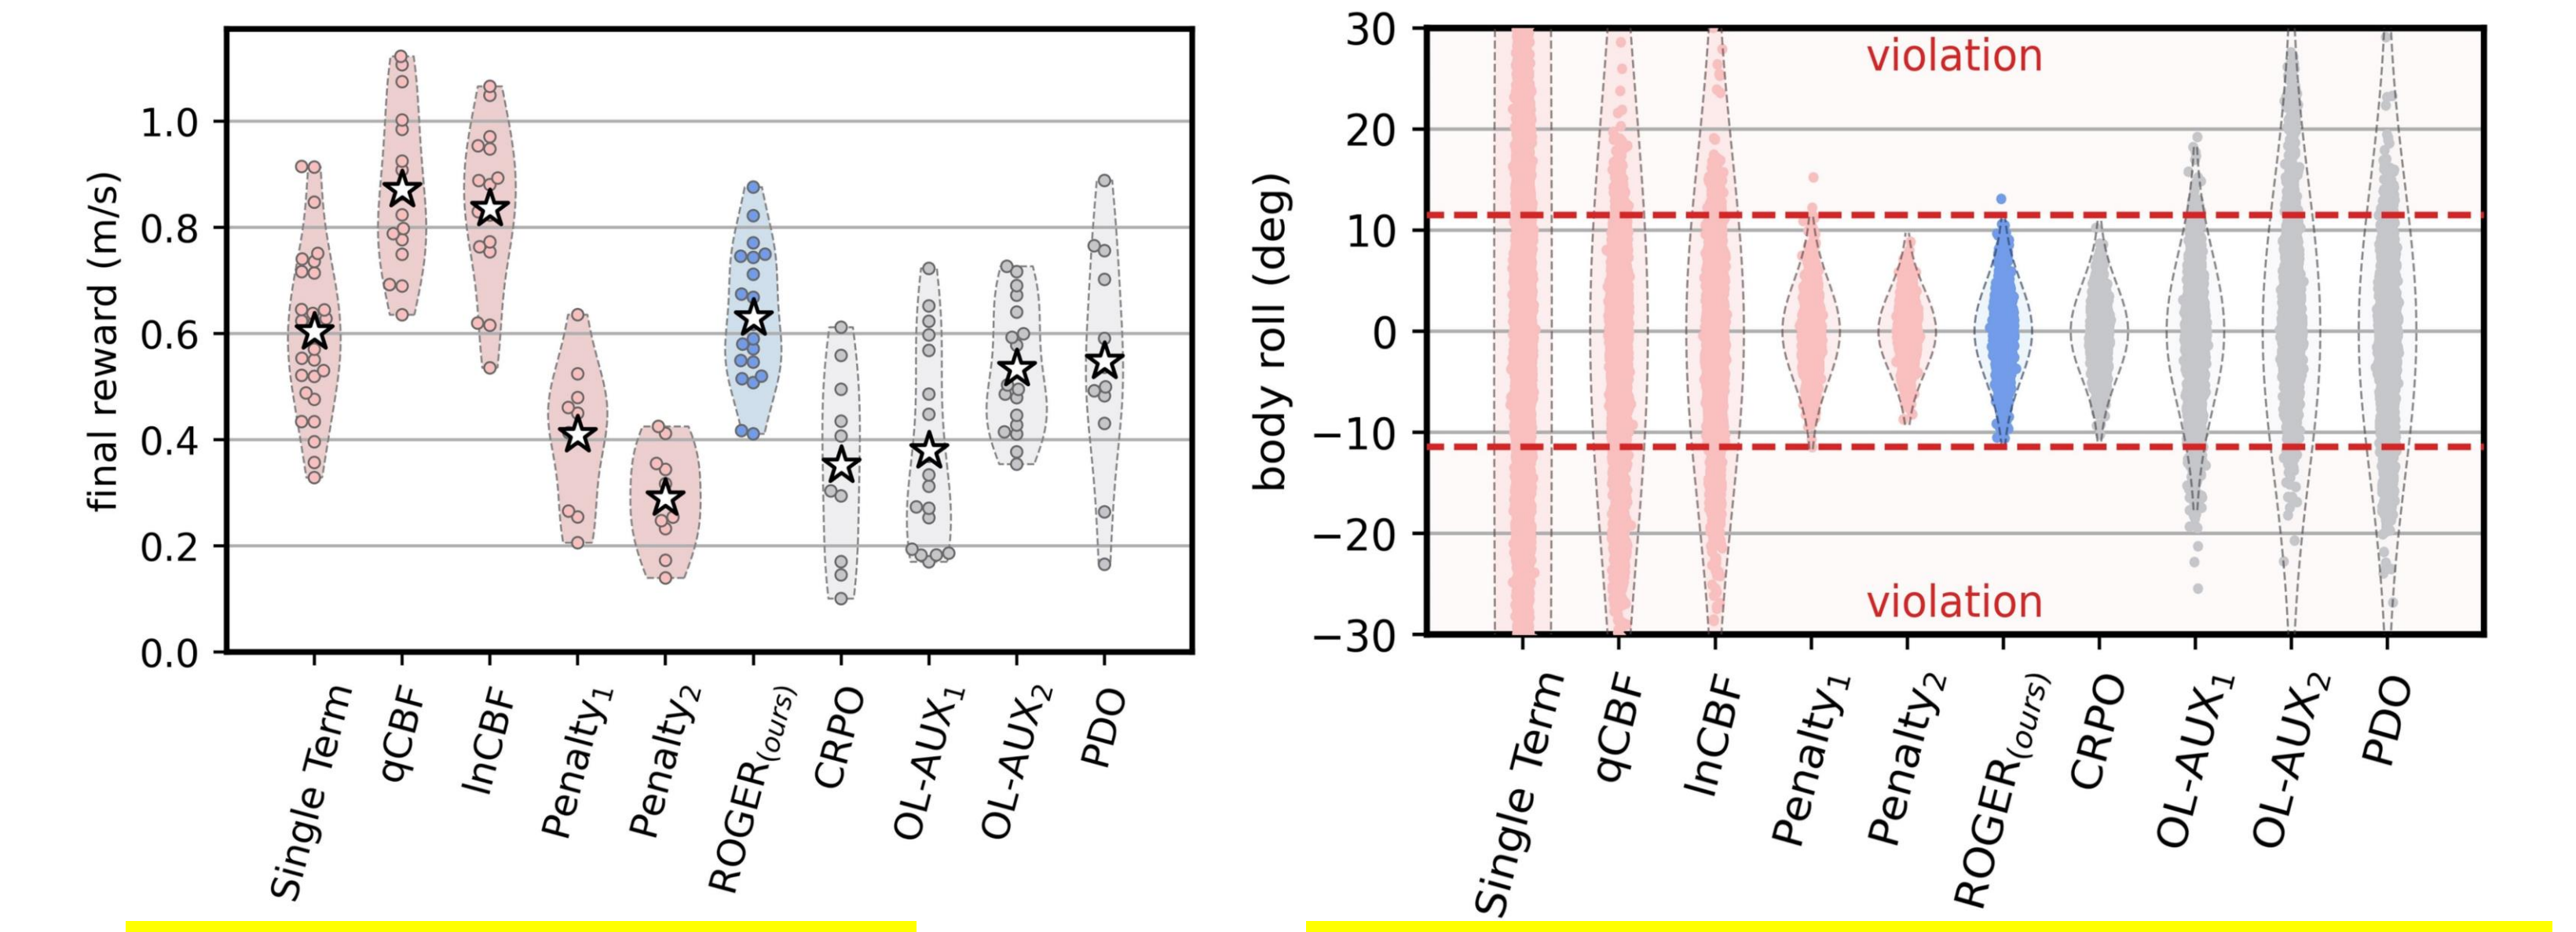 final reward (m/s)
1.0
0.8
0.6
0.4
0.2
0.0
Single Term
qCBF
lnCBF
Penalty1
Penalty2
ROGER(ours)
CRPO
OL-AUX1
OL-AUX2
PDO
body roll (deg)
30
20
10
0
−10
−20
−30
violation
violation
Single Term
qCBF
lnCBF
Penalty1
Penalty2
ROGER(ours)
CRPO
OL-AUX1
OL-AUX2
PDO